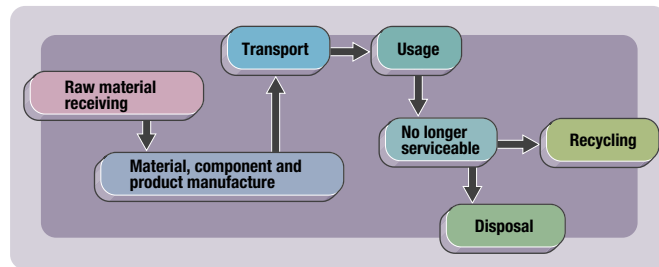 Transport
Usage
Raw material
receiving
No longer
serviceable
Recycling
Material, component and
product manufacture
Disposal